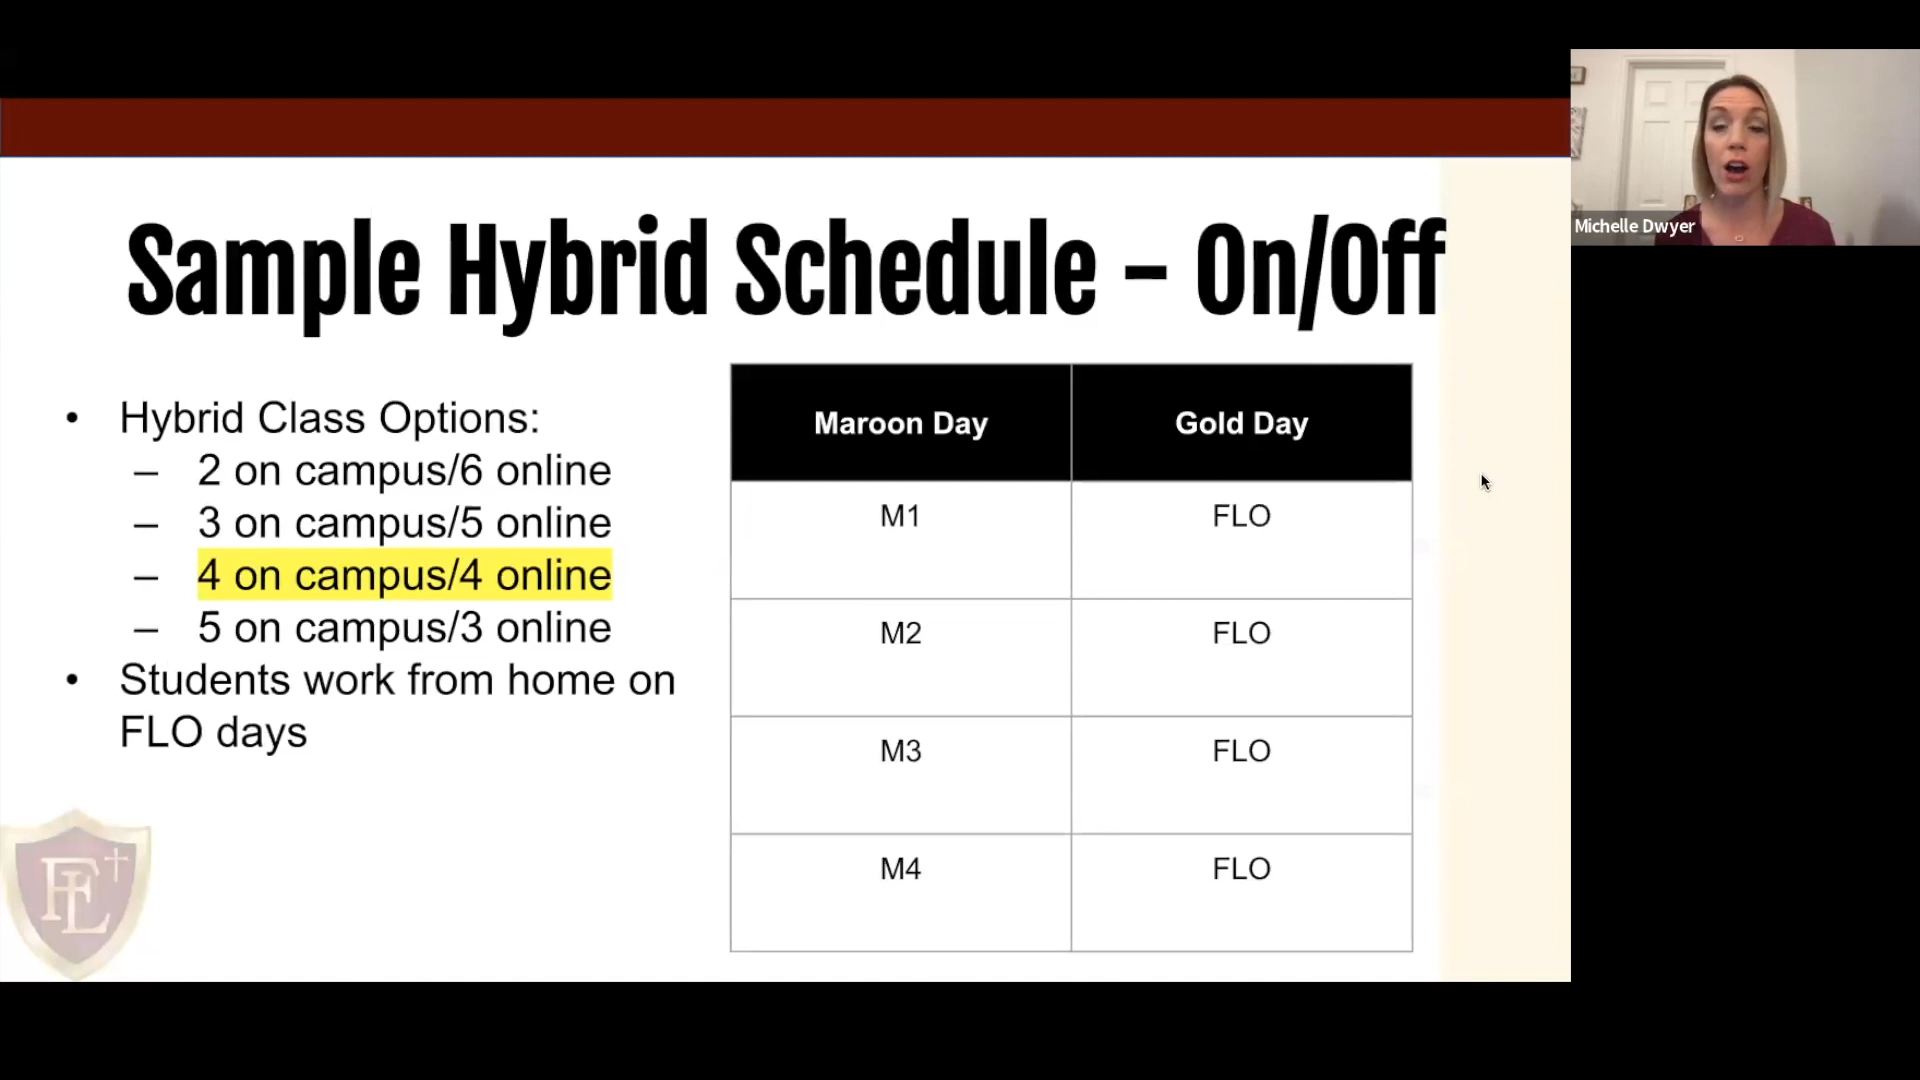 Michelle Dwyer
Sample Hybrid Schedule – On/Off
• Hybrid Class Options:
– 2 on campus/6 online
– 3 on campus/5 online
– 4 on campus/4 online
– 5 on campus/3 online
• Students work from home on
FLO days
Maroon Day Gold Day
M1 FLO
M2 FLO
M3 FLO
M4 FLO
FL